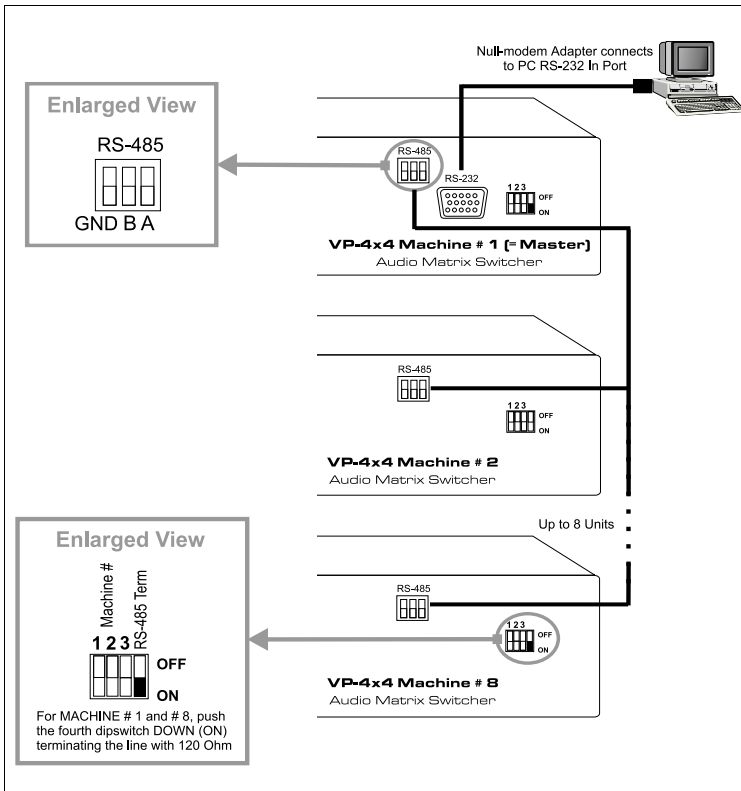 Null-modem Adapter connects
to PC RS-232 In Port
Enlarged View
RS-485
GND B A
RS-485
RS-232
1 2 3
OFF
ON
VP-4x4 Machine # 1 (= Master)
Audio Matrix Switcher
RS-485
1 2 3
OFF
ON
VP-4x4 Machine # 2
Audio Matrix Switcher
Up to 8 Units
Enlarged View
Machine #
RS-485 Term
1 2 3
OFF
ON
For MACHINE # 1 and # 8, push
the fourth dipswitch DOWN (ON)
terminating the line with 120 Ohm
RS-485
1 2 3
OFF
ON
VP-4x4 Machine # 8
Audio Matrix Switcher